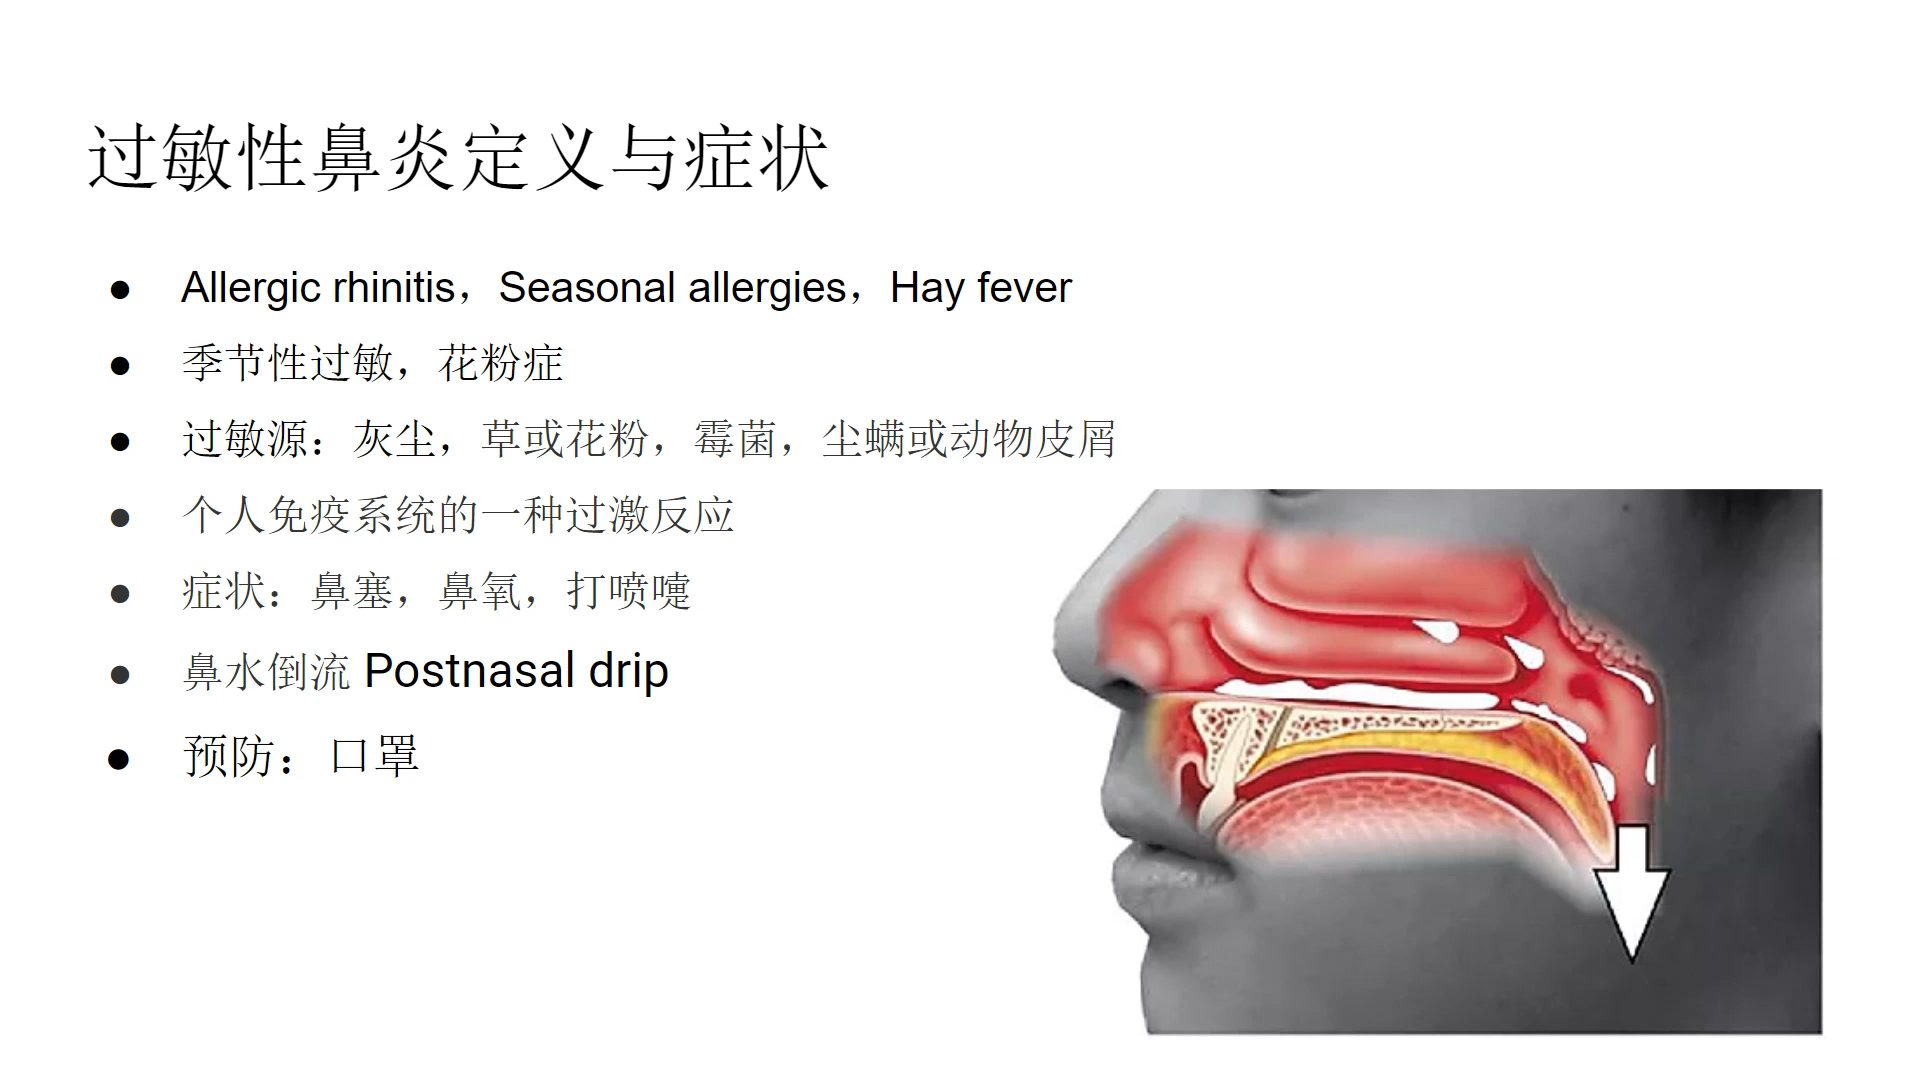 过敏性鼻炎定义与症状
● Allergic rhinitis，Seasonal allergies，Hay fever
● 季节性过敏，花粉症
● 过敏源：灰尘，草或花粉，霉菌，尘螨或动物皮屑
● 个人免疫系统的一种过激反应
● 症状：鼻塞，鼻氧，打喷嚏
● 鼻水倒流 Postnasal drip
● 预防：口罩